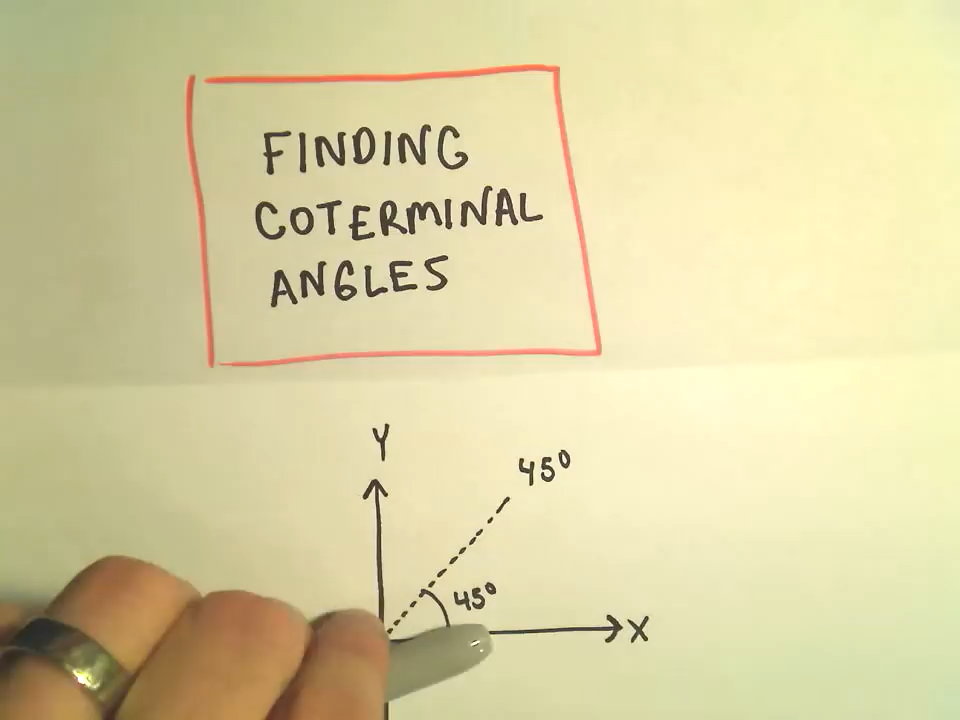 FINDING
COTERMINAL
ANGLES
Y
45°
45°
X